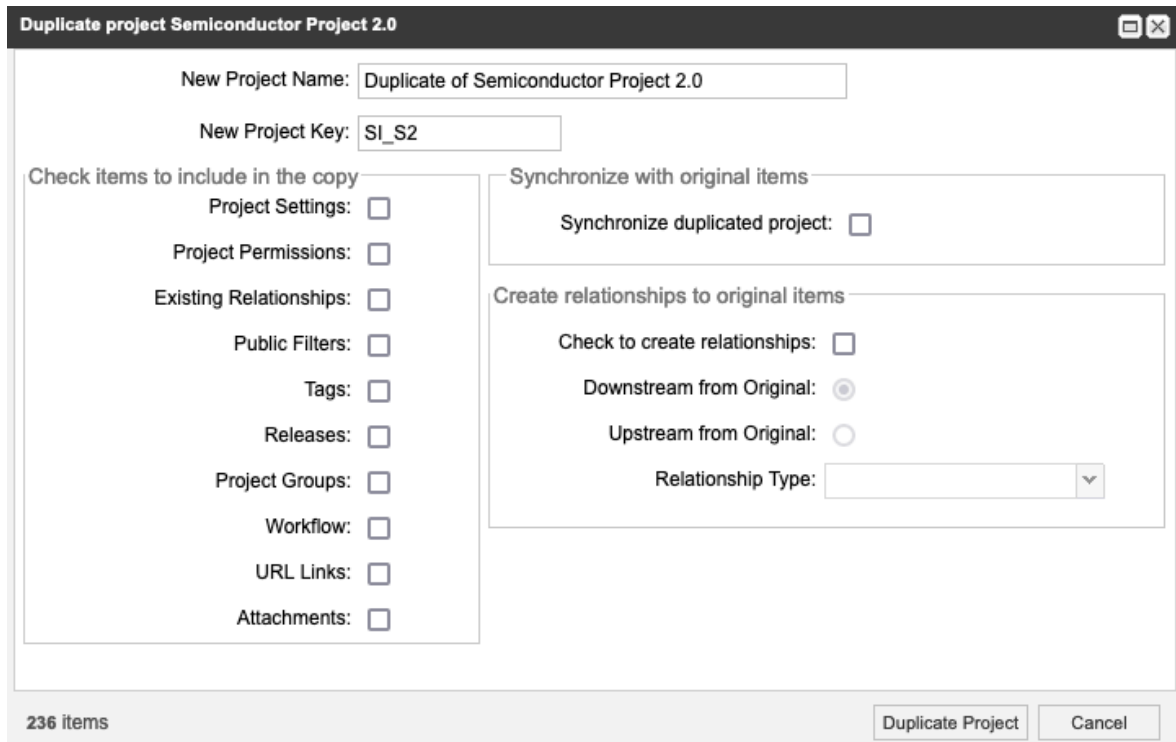 Duplicate project Semiconductor Project 2.0
New Project Name: Duplicate of Semiconductor Project 2.0
New Project Key: SI_S2
Check items to include in the copy
Project Settings:
Project Permissions:
Existing Relationships:
Public Filters:
Tags:
Releases:
Project Groups:
Workflow:
URL Links:
Attachments:
Synchronize with original items
Synchronize duplicated project:
Create relationships to original items
Check to create relationships:
Downstream from Original:
Upstream from Original:
Relationship Type:
236 items
Duplicate Project
Cancel